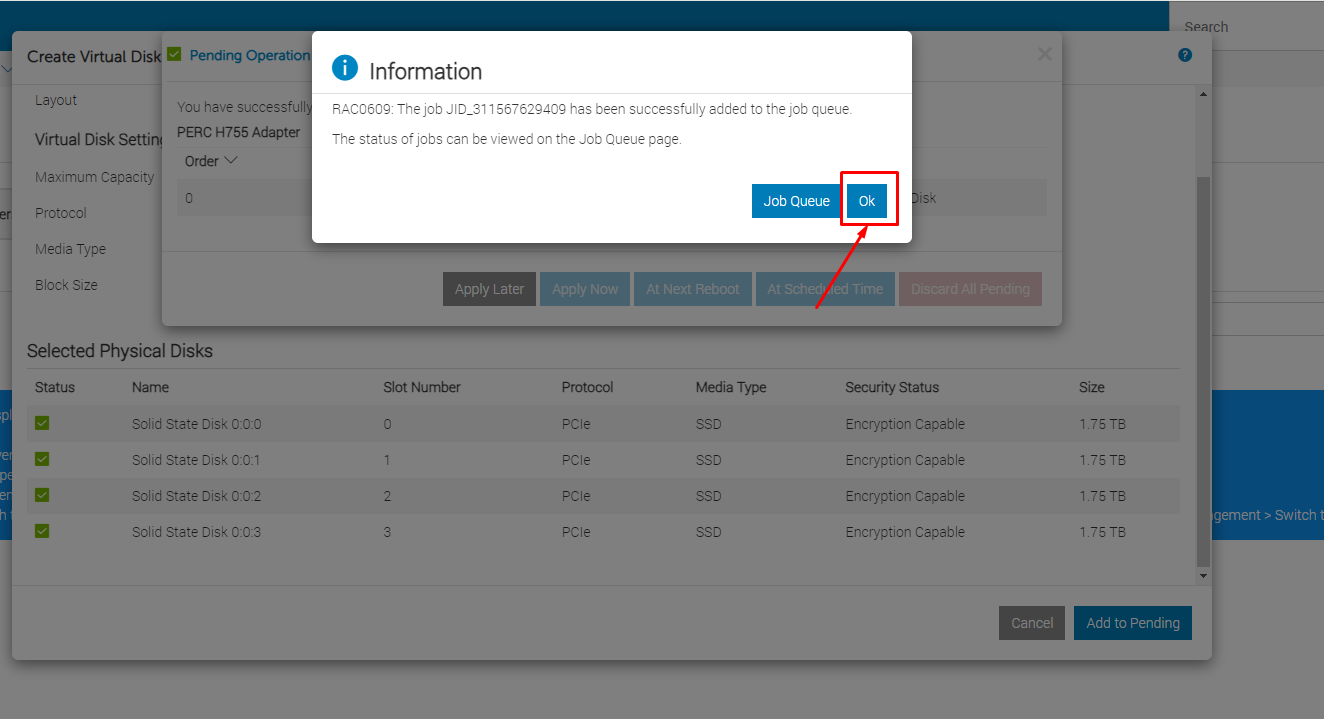 Search
Create Virtual Disk
Pending Operation
Information
Layout
You have successfully
RAC0609: The job JID_311567629409 has been successfully added to the job queue.
PERC H755 Adapter
Virtual Disk Setting
The status of jobs can be viewed on the Job Queue page.
Order
Maximum Capacity
0
Disk
Job Queue
Ok
Protocol
Media Type
Block Size
Apply Later
Apply Now
At Next Reboot
At Scheduled Time
Discard All Pending
Selected Physical Disks
Status Name Slot Number Protocol Media Type Security Status Size
Solid State Disk 0:0:0 0 PCIe SSD Encryption Capable 1.75 TB
Solid State Disk 0:0:1 1 PCIe SSD Encryption Capable 1.75 TB
Solid State Disk 0:0:2 2 PCIe SSD Encryption Capable 1.75 TB
Solid State Disk 0:0:3 3 PCIe SSD Encryption Capable 1.75 TB
gement > Switch t
Cancel
Add to Pending